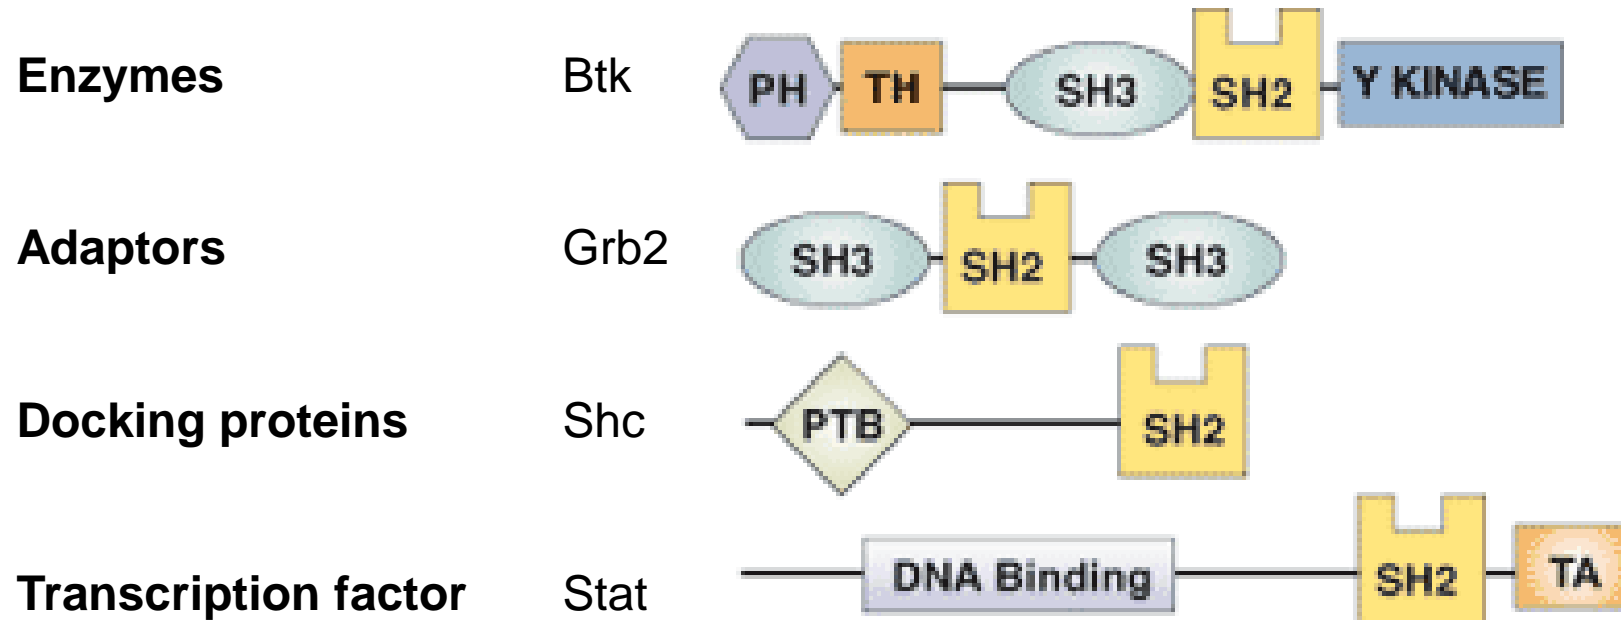 Enzymes Btk PH TH SH3 SH2 Y KINASE
Adaptors Grb2 SH3 SH2 SH3
Docking proteins Shc PTB SH2
Transcription factor Stat DNA Binding SH2 TA